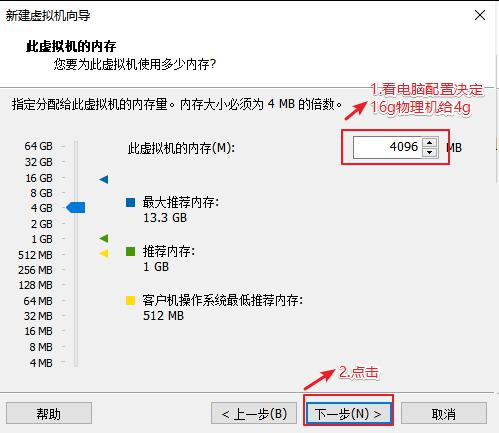 新建虚拟机向导
此虚拟机的内存
您要为此虚拟机使用多少内存?
1.看电脑配置决定
16g物理机给4g
指定分配给此虚拟机的内存量。内存大小必须为 4 MB 的倍数。
此虚拟机的内存(M):
4096
MB
64 GB
32 GB
16 GB
8 GB
4 GB
2 GB
1 GB
512 MB
256 MB
128 MB
64 MB
32 MB
16 MB
8 MB
4 MB
最大推荐内存:
13.3 GB
推荐内存:
1 GB
客户机操作系统最低推荐内存:
512 MB
2.点击
帮助
< 上一步(B)
下一步(N) >
取消